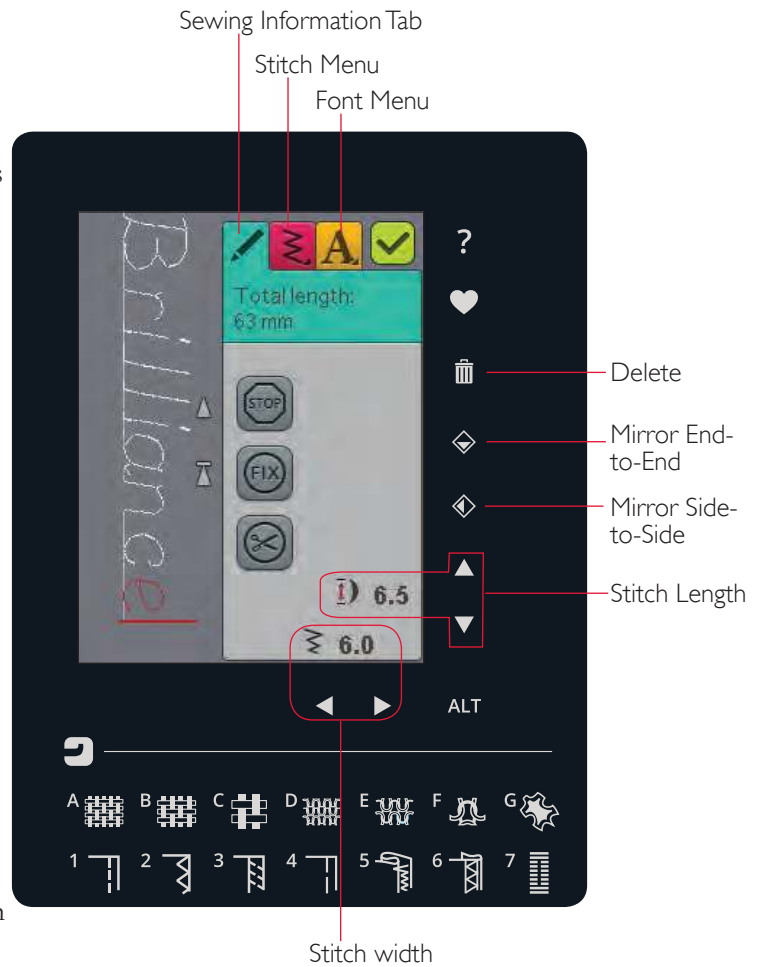 Sewing Information Tab
Stitch Menu
Font Menu
s
Brilliance
A
Total length:
63 mm
?
STOP
FIX
Delete
Mirror End-
to-End
Mirror Side-
to-Side
Stitch Length
6.5
6.0
ALT
A B C D E F G
1 2 3 4 5 6 7
n
Stitch width